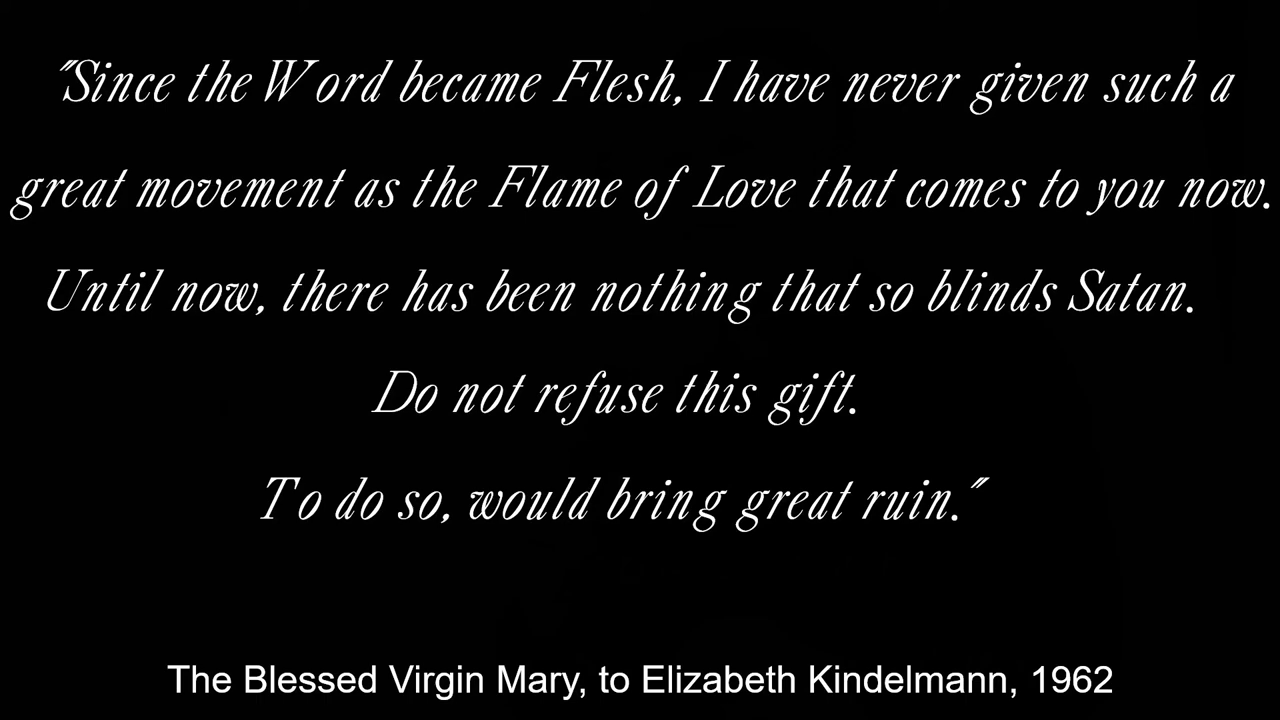 "Since the Word became Flesh, I have never given such a
great movement as the Flame of Love that comes to you now.
Until now, there has been nothing that so blinds Satan.
Do not refuse this gift.
To do so, would bring great ruin."
The Blessed Virgin Mary, to Elizabeth Kindelmann, 1962